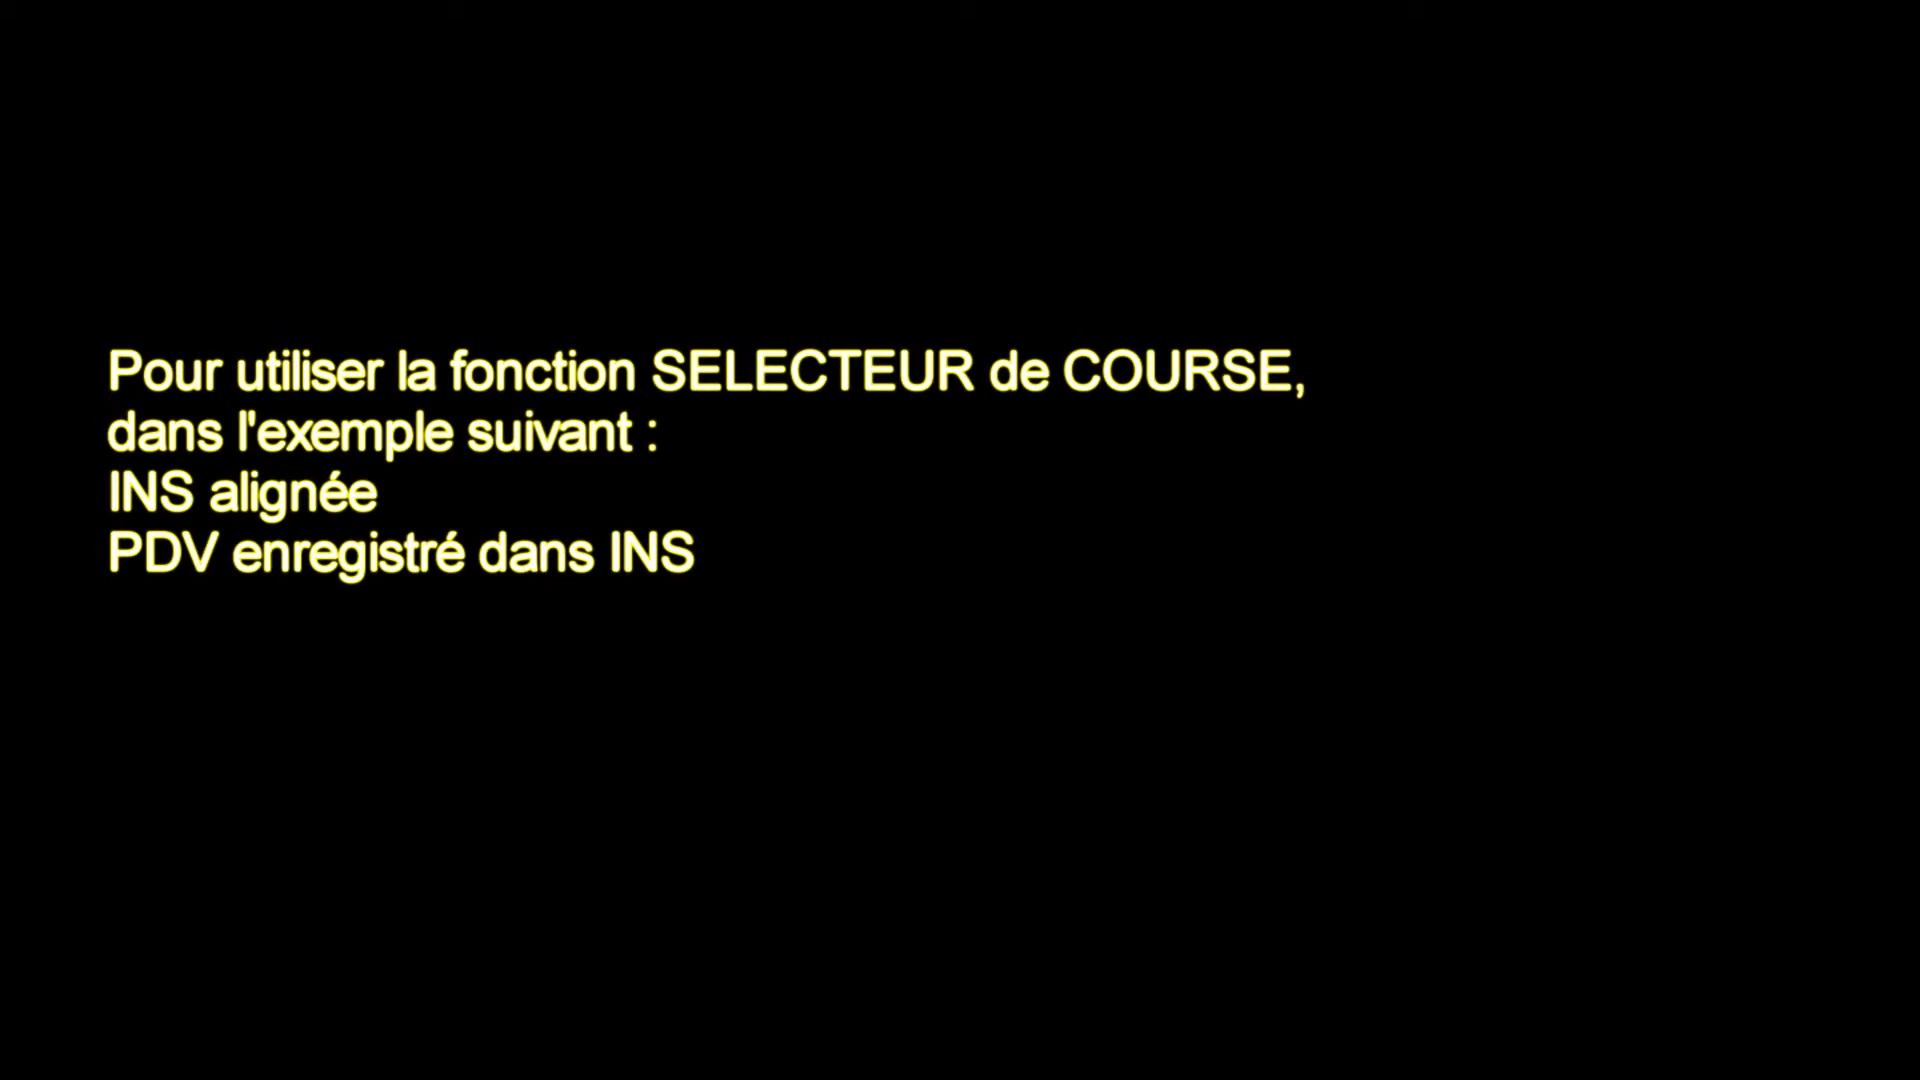 Pour utiliser la fonction SELECTEUR de COURSE,
dans l'exemple suivant :
INS alignée
PDV enregistré dans INS